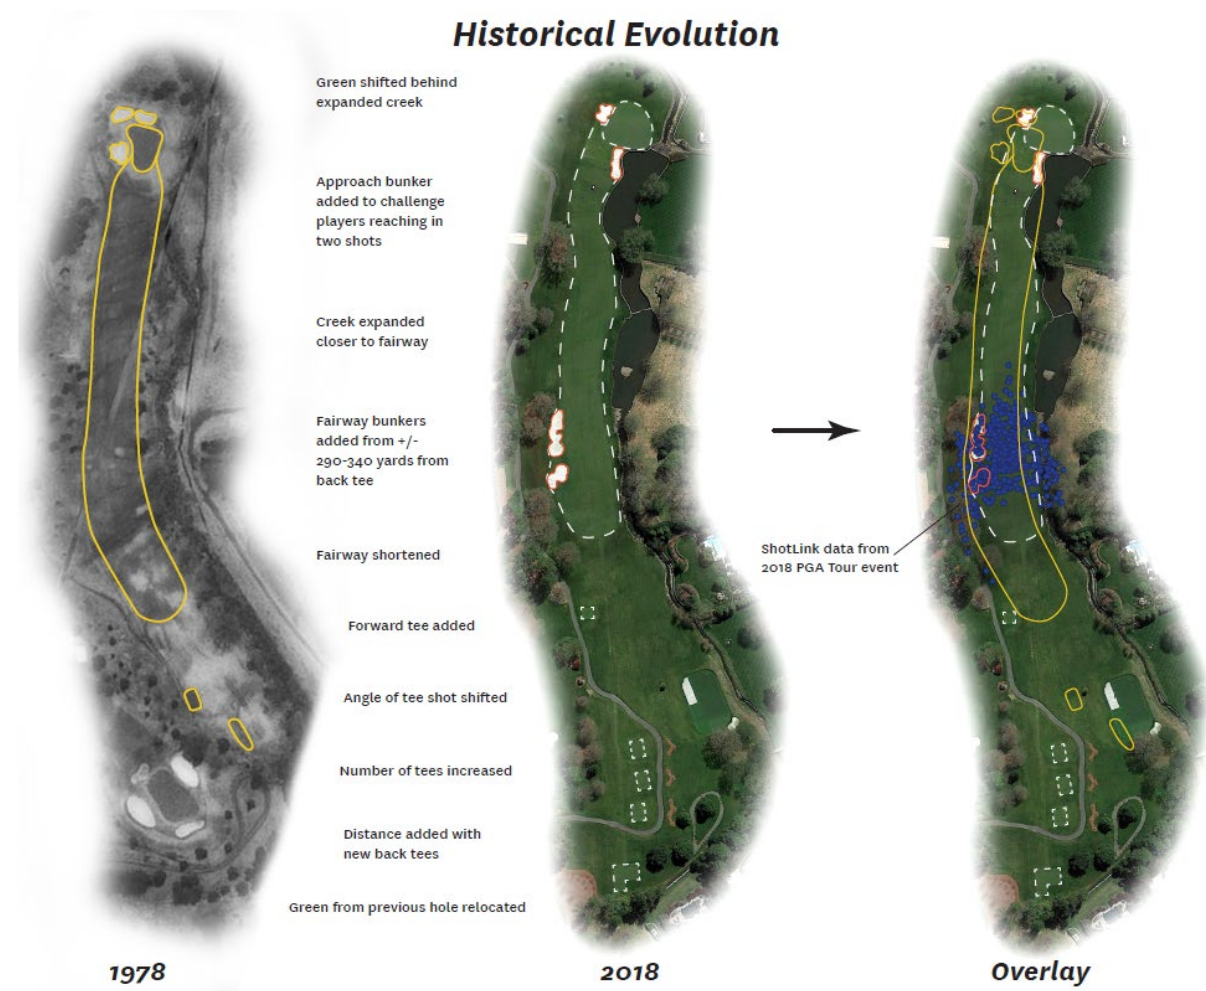 Historical Evolution
Green shifted behind
expanded creek
Approach bunker
added to challenge
players reaching in
two shots
Creek expanded
closer to fairway
Fairway bunkers
added from +/-
290-340 yards from
back tee
Fairway shortened
ShotLink data from
2018 PGA Tour event
Forward tee added
Angle of tee shot shifted
Number of tees increased
Distance added with
new back tees
Green from previous hole relocated
1978
2018
Overlay